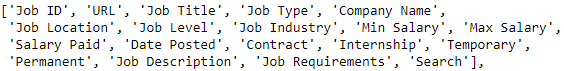 ['Job ID', 'URL', 'Job Title', 'Job Type', 'Company Name',
'Job Location', 'Job Level', 'Job Industry', 'Min Salary', 'Max Salary',
'Salary Paid', 'Date Posted', 'Contract', 'Internship', 'Temporary',
'Permanent', 'Job Description', 'Job Requirements', 'Search'],